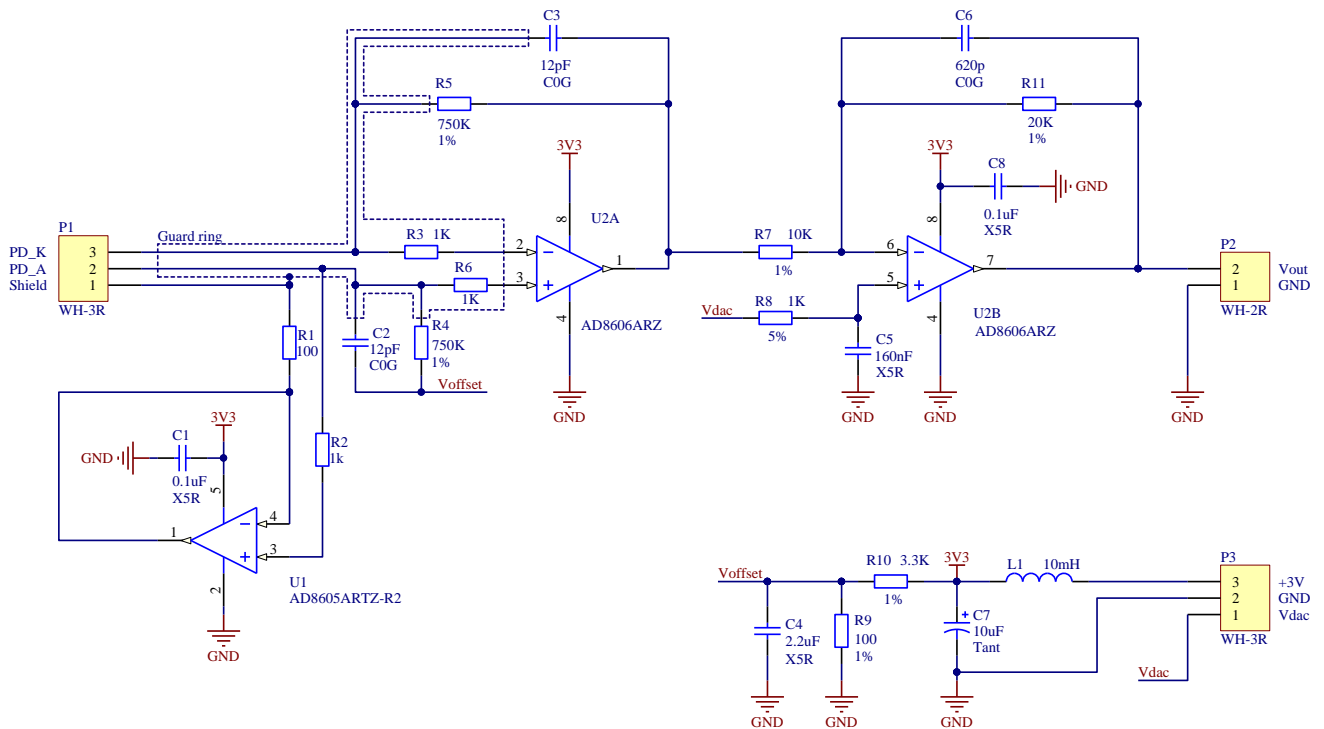 C3
12pF
C0G
R5
750K
1%
C6
620p
C0G
R11
20K
1%
3V3
8
U2A
3V3
C8
GND
0.1uF
X5R
8
P1
Guard ring
PD_K
3
PD_A
2
Shield
1
WH-3R
R3 1K
2
R6
3
1K
1
4
AD8606ARZ
R7 10K
1%
6
5
7
Vdac
R8 1K
5%
4
U2B
AD8606ARZ
P2
2
Vout
1
GND
WH-2R
R1
100
C2
12pF
C0G
R4
750K
1%
Voffset
GND
C5
160nF
X5R
GND
GND
GND
3V3
C1
GND
0.1uF
X5R
5
R2
1k
4
1
3
2
U1
AD8605ARTZ-R2
GND
Voffset
R10 3.3K
1%
3V3
L1 10mH
P3
3
+3V
2
GND
1
Vdac
WH-3R
C4
2.2uF
X5R
R9
100
1%
+
C7
10uF
Tant
Vdac
GND
GND
GND